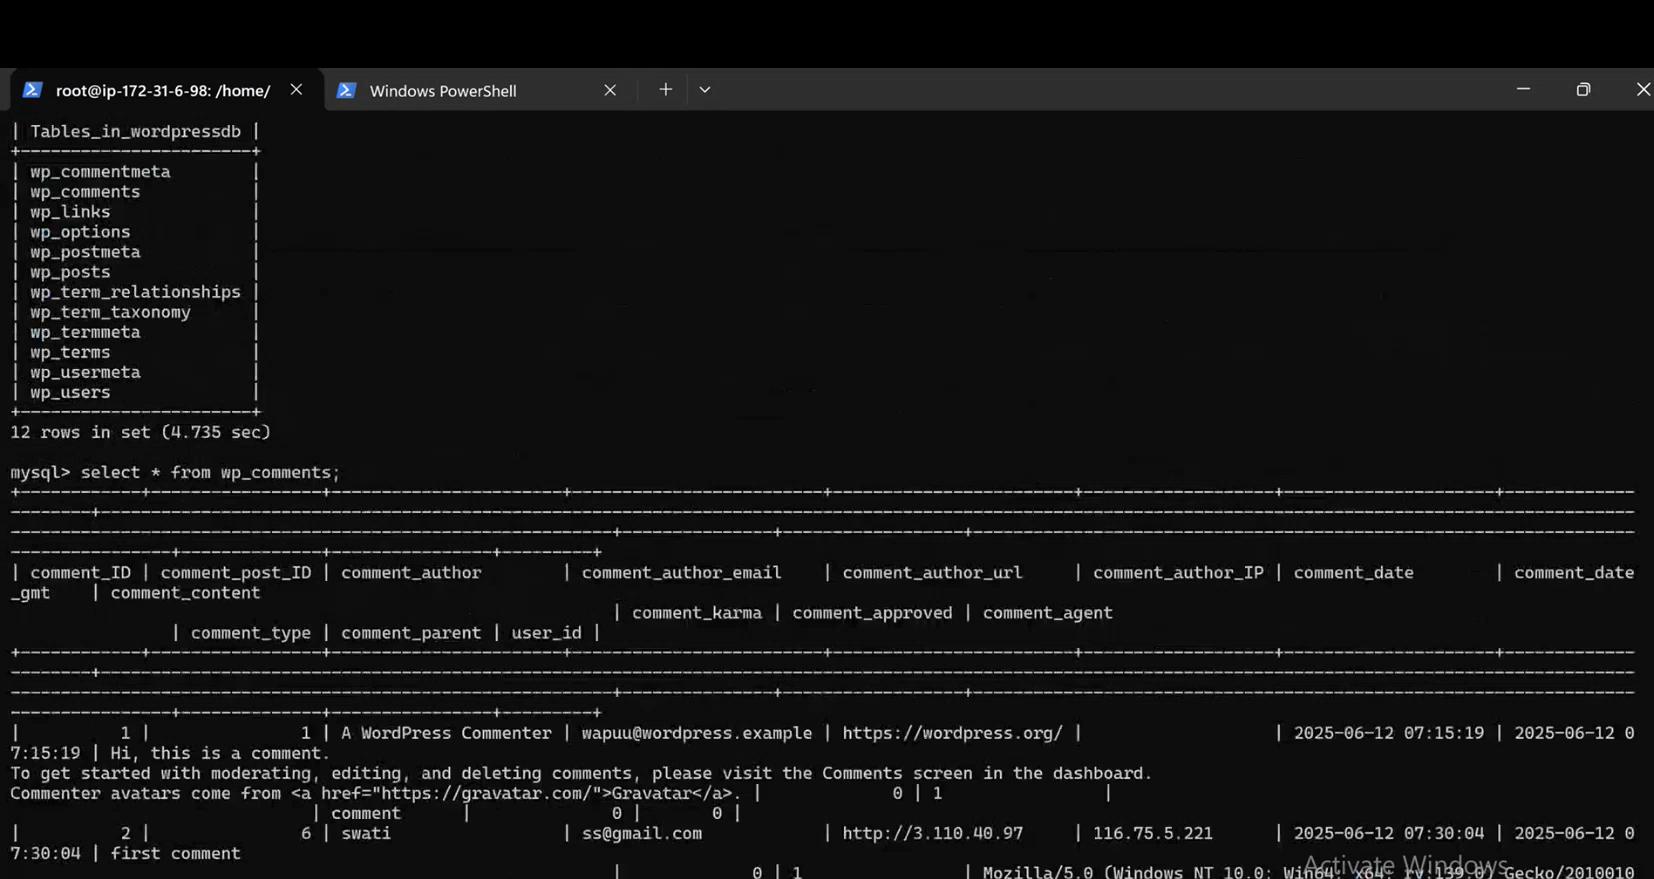 root@ip-172-31-6-98: /home/ Windows PowerShell
| Tables_in_wordpressdb |
+-----------------------+
| wp_commentmeta |
| wp_comments |
| wp_links |
| wp_options |
| wp_postmeta |
| wp_posts |
| wp_term_relationships |
| wp_term_taxonomy |
| wp_termmeta |
| wp_terms |
| wp_usermeta |
| wp_users |
+-----------------------+
12 rows in set (4.735 sec)
mysql> select * from wp_comments;
| comment_ID | comment_post_ID | comment_author | comment_author_email | comment_author_url | comment_author_IP | comment_date | comment_date
_gmt | comment_content
| comment_karma | comment_approved | comment_agent
| comment_type | comment_parent | user_id |
| 1 | 1 | A WordPress Commenter | wapuu@wordpress.example | https://wordpress.org/ | | 2025-06-12 07:15:19 | 2025-06-12 0
7:15:19 | Hi, this is a comment.
To get started with moderating, editing, and deleting comments, please visit the Comments screen in the dashboard.
Commenter avatars come from <a href="https://gravatar.com/">Gravatar</a>. | 0 | 1 |
| comment | 0 | 0 |
| 2 | 6 | swati | ss@gmail.com | http://3.110.40.97 | 116.75.5.221 | 2025-06-12 07:30:04 | 2025-06-12 0
7:30:04 | first comment
Activate Windows
| 0 | 1 | Mozilla/5.0 (Windows NT 10.0; Win64; x64; rv:139.0) Gecko/2010010